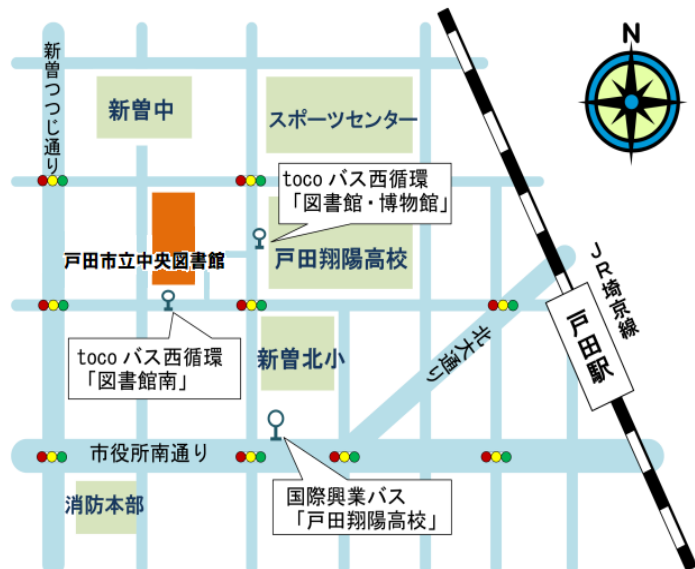 N
新曽つつじ通り
新曽中
スポーツセンター
tocoバス西循環
「図書館・博物館」
戸田市立中央図書館
戸田翔陽高校
JR埼京線
戸田駅
北大通り
tocoバス西循環
「図書館南」
新曽北小
市役所南通り
消防本部
国際興業バス
「戸田翔陽高校」